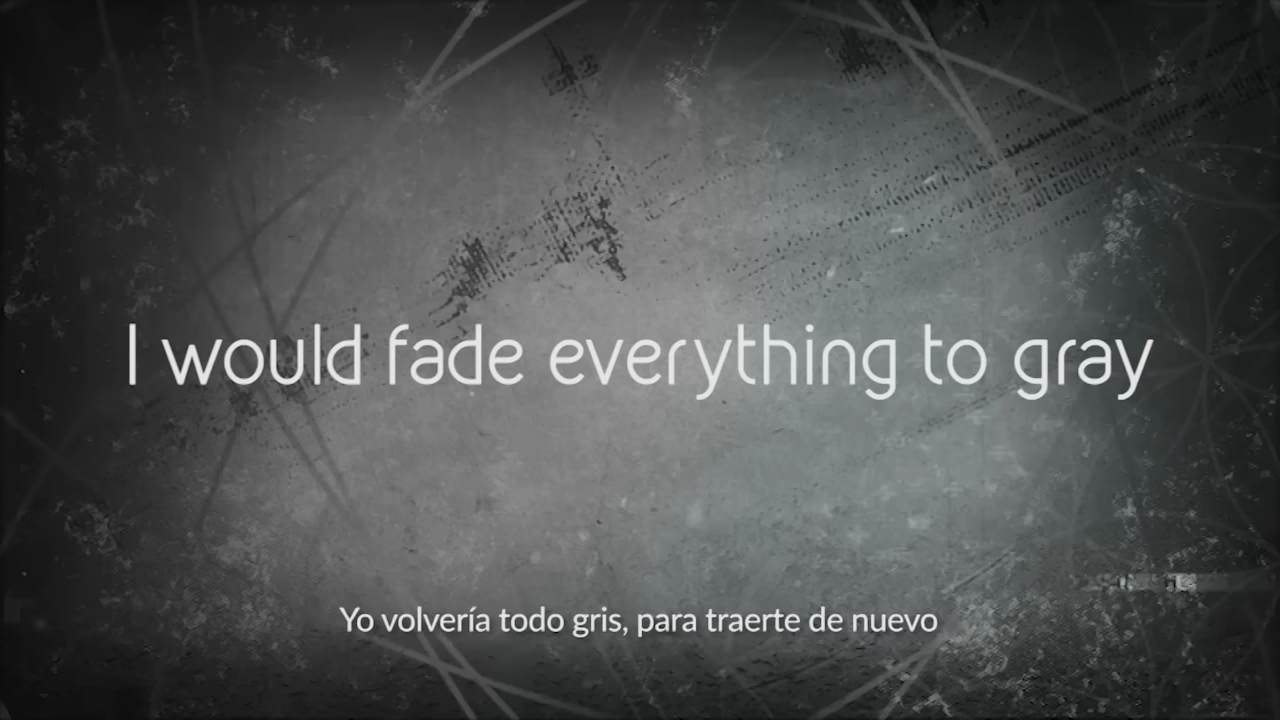 I would fade everything to gray
Yo volvería todo gris, para traerte de nuevo